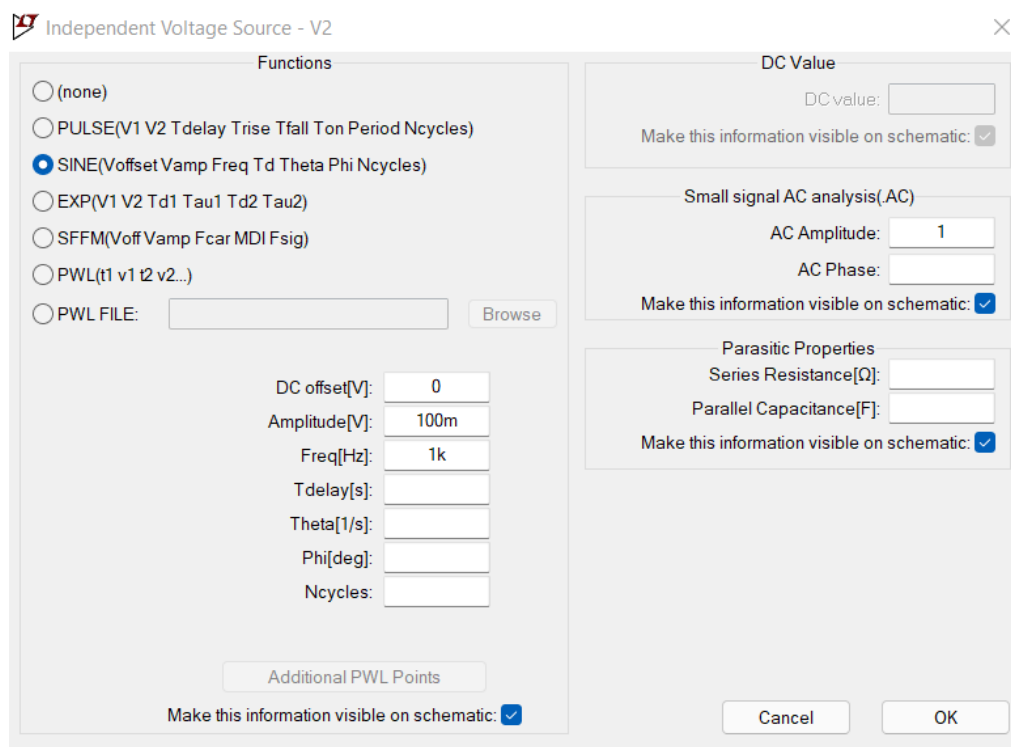 Independent Voltage Source - V2
Functions
(none)
PULSE(V1 V2 Tdelay Trise Tfall Ton Period Ncycles)
SINE(Voffset Vamp Freq Td Theta Phi Ncycles)
EXP(V1 V2 Td1 Tau1 Td2 Tau2)
SFFM(Voff Vamp Fcar MDI Fsig)
PWL(t1 v1 t2 v2...)
PWL FILE: Browse
DC offset[V]: 0
Amplitude[V]: 100m
Freq[Hz]: 1k
Tdelay[s]:
Theta[1/s]:
Phi[deg]:
Ncycles:
Additional PWL Points
Make this information visible on schematic:
DC Value
DC value:
Make this information visible on schematic:
Small signal AC analysis(.AC)
AC Amplitude: 1
AC Phase:
Make this information visible on schematic:
Parasitic Properties
Series Resistance[Ω]:
Parallel Capacitance[F]:
Make this information visible on schematic:
Cancel OK